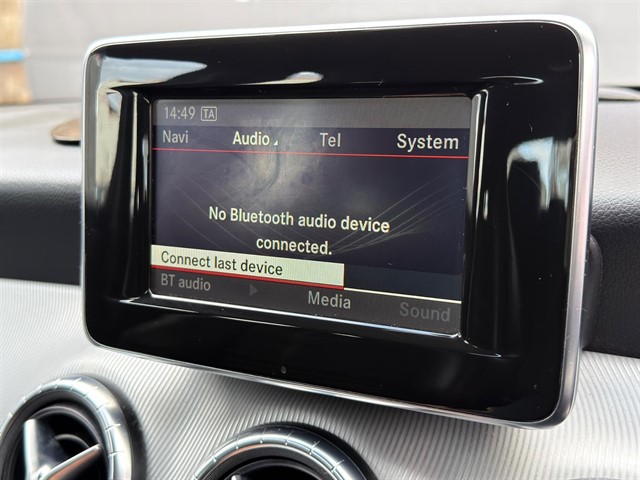 14:49 TA
Navi Audio Tel System
No Bluetooth audio device
connected.
Connect last device
BT audio Media Sound